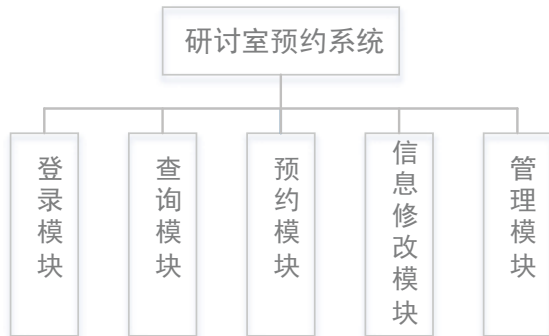 研讨室预约系统
登录模块
查询模块
预约模块
信息修改模块
管理模块